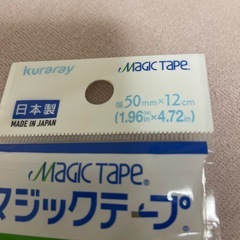 kuraray MAGIC TAPE®
日本製 幅50mm×12cm
MADE IN JAPAN (1.96in×4.72in)
MAGIC TAPE®
マジックテープ®